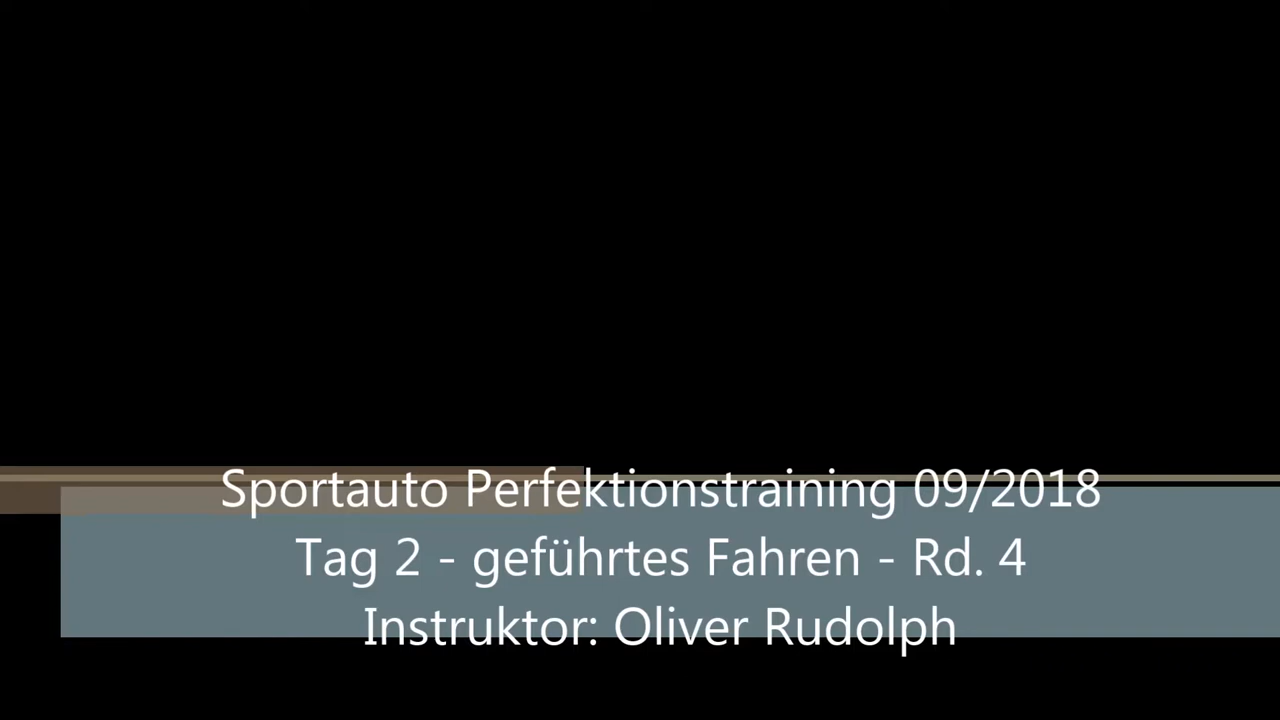 Sportauto Perfektionstraining 09/2018
Tag 2 - geführtes Fahren - Rd. 4
Instruktor: Oliver Rudolph